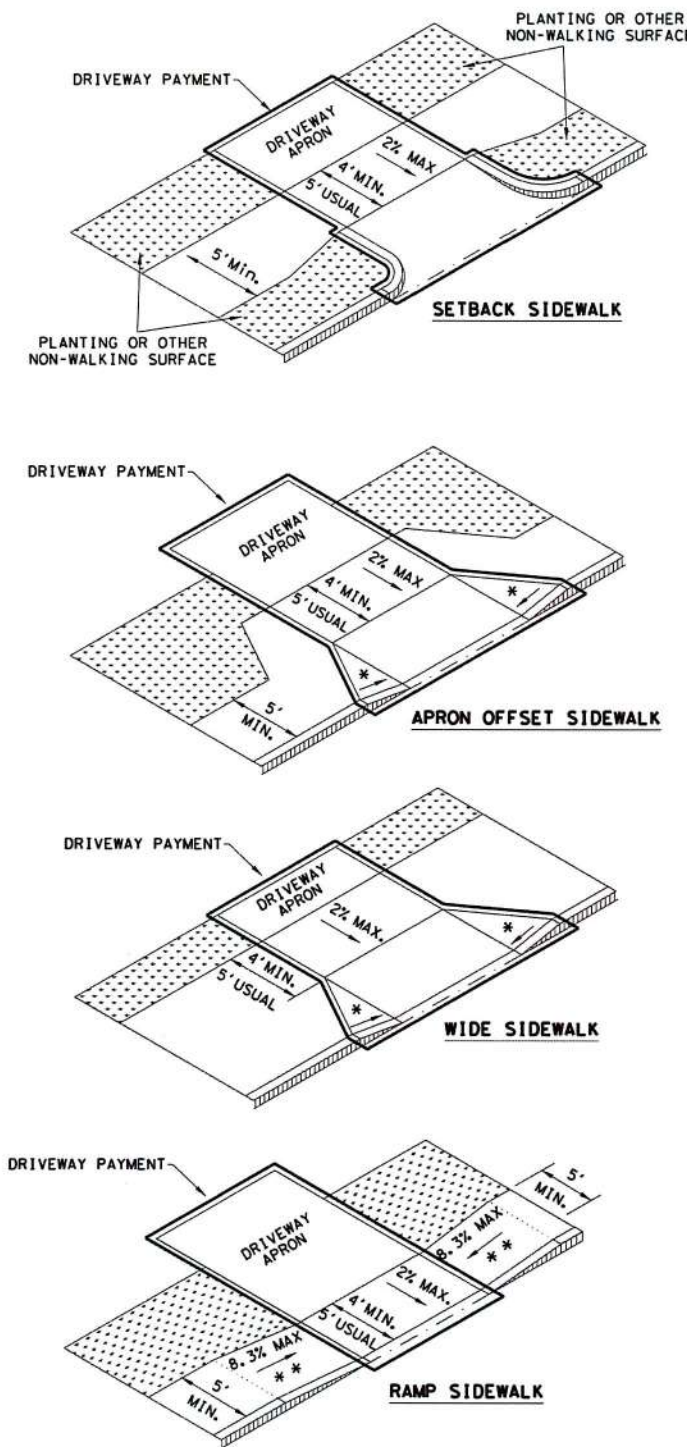 PLANTING OR OTHER
NON-WALKING SURFACE
DRIVEWAY PAYMENT
DRIVEWAY
APRON
2% MAX
4'MIN.
5'USUAL
5'Min.
PLANTING OR OTHER
NON-WALKING SURFACE
SETBACK SIDEWALK
DRIVEWAY PAYMENT
DRIVEWAY
APRON
2% MAX
4'MIN.
5'USUAL
*
*
5'
MIN.
APRON OFFSET SIDEWALK
DRIVEWAY PAYMENT
DRIVEWAY
APRON
2% MAX.
4'MIN.
5'USUAL
*
*
WIDE SIDEWALK
DRIVEWAY PAYMENT
5'
MIN.
DRIVEWAY
APRON
8.3% MAX
**
2% MAX.
4'MIN.
5'USUAL
8.3% MAX
**
5'
MIN.
RAMP SIDEWALK